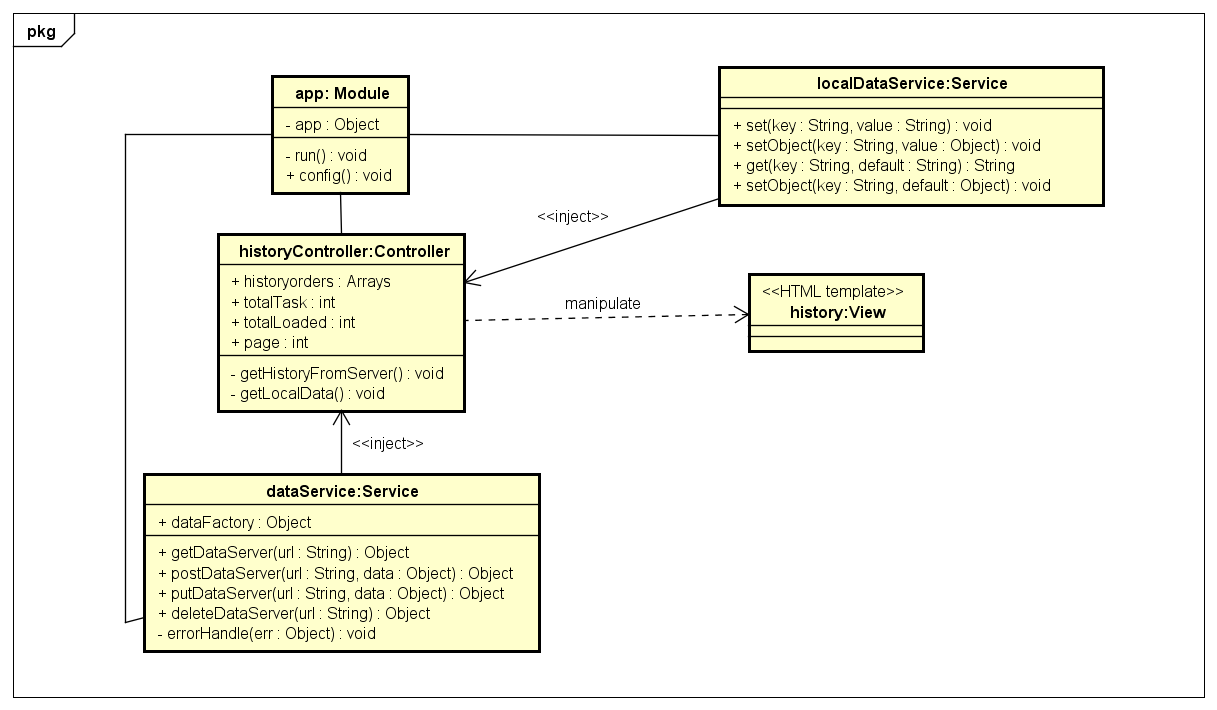 pkg
app: Module
- app : Object
- run() : void
+ config() : void
localDataService:Service
+ set(key : String, value : String) : void
+ setObject(key : String, value : Object) : void
+ get(key : String, default : String) : String
+ setObject(key : String, default : Object) : void
<<inject>>
historyController:Controller
+ historyorders : Arrays
+ totalTask : int
+ totalLoaded : int
+ page : int
- getHistoryFromServer() : void
- getLocalData() : void
manipulate
<<HTML template>>
history:View
<<inject>>
dataService:Service
+ dataFactory : Object
+ getDataServer(url : String) : Object
+ postDataServer(url : String, data : Object) : Object
+ putDataServer(url : String, data : Object) : Object
+ deleteDataServer(url : String) : Object
- errorHandle(err : Object) : void